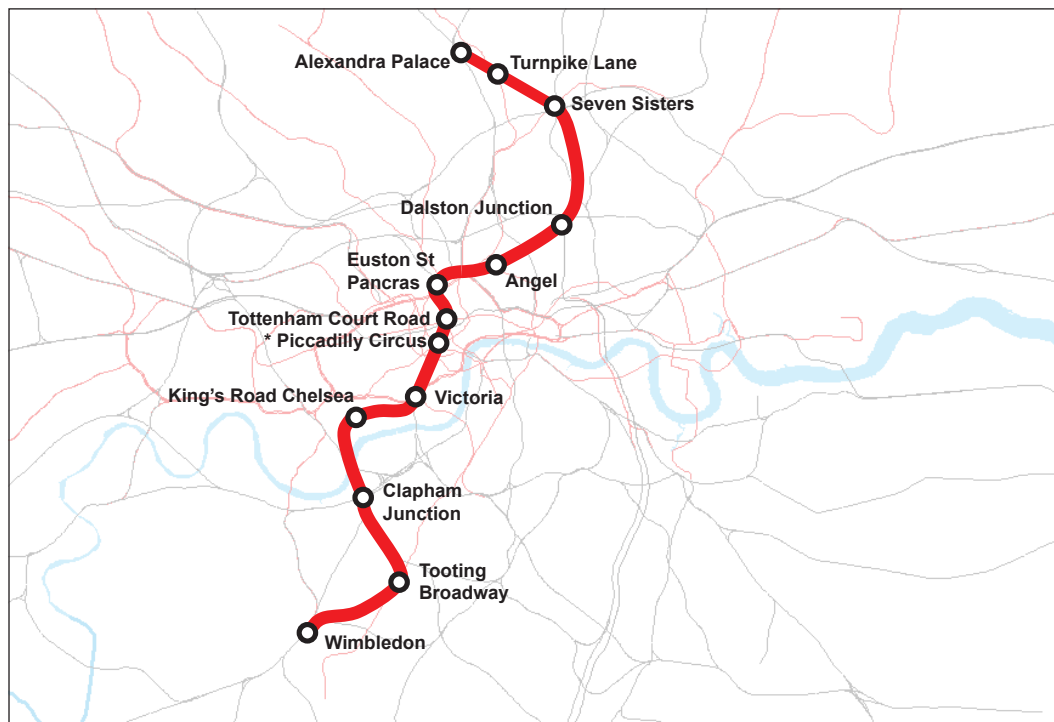 Alexandra Palace
Turnpike Lane
Seven Sisters
Dalston Junction
Euston St
Pancras
Angel
Tottenham Court Road
* Piccadilly Circus
King's Road Chelsea
Victoria
Clapham
Junction
Tooting
Broadway
Wimbledon